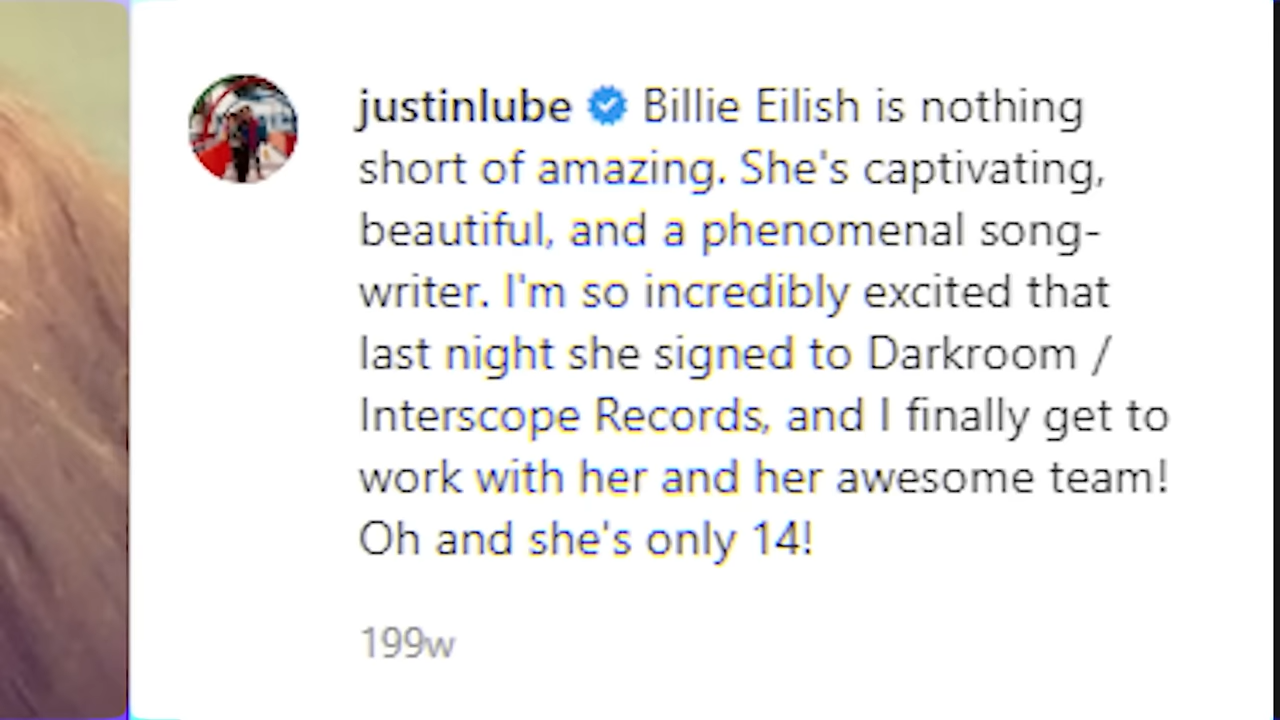 justinlube Billie Eilish is nothing
short of amazing. She's captivating,
beautiful, and a phenomenal song-
writer. I'm so incredibly excited that
last night she signed to Darkroom /
Interscope Records, and I finally get to
work with her and her awesome team!
Oh and she's only 14!
199w